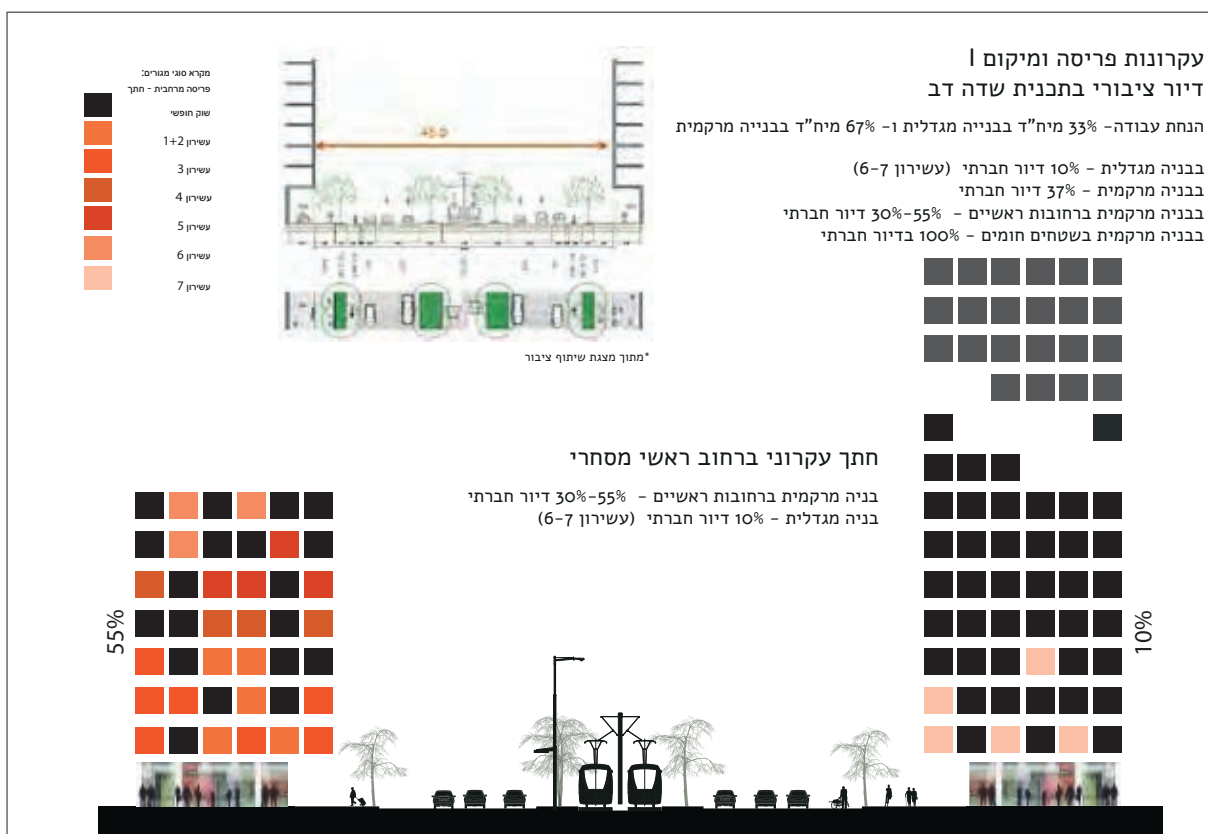 עקרונות פריסה ומיקום I
דיור ציבורי בתכנית שדה דב
הנחת עבודה- 33% מיח"ד בבנייה מגדלית ו- 67% מיח"ד בבנייה מרקמית
בבניה מגדלית - 10% דיור חברתי (עשירון 6-7)
בבניה מרקמית - 37% דיור חברתי
בבניה מרקמית ברחובות ראשיים - 30%-55% דיור חברתי
בבניה מרקמית בשטחים חומים - 100% בדיור חברתי
מקרא סוגי מגורים:
פריסה מרחבית - חתך
שוק חופשי
עשירון 1+2
עשירון 3
עשירון 4
עשירון 5
עשירון 6
עשירון 7
*מתוך מצגת שיתוף ציבור
חתך עקרוני ברחוב ראשי מסחרי
בניה מרקמית ברחובות ראשיים - 30%-55% דיור חברתי
בניה מגדלית - 10% דיור חברתי (עשירון 6-7)
55%
10%